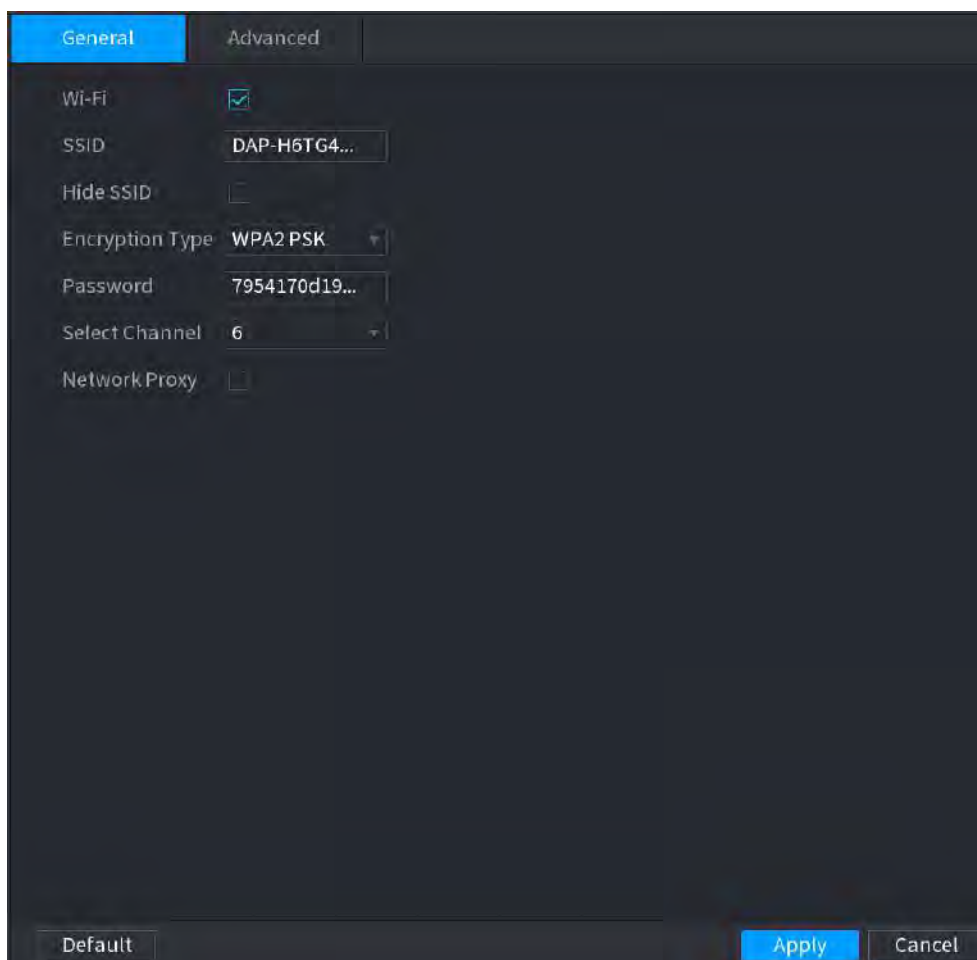 General Advanced
Wi-Fi
SSID DAP-H6TG4...
Hide SSID
Encryption Type WPA2 PSK
Password 7954170d19...
Select Channel 6
Network Proxy
Default Apply Cancel